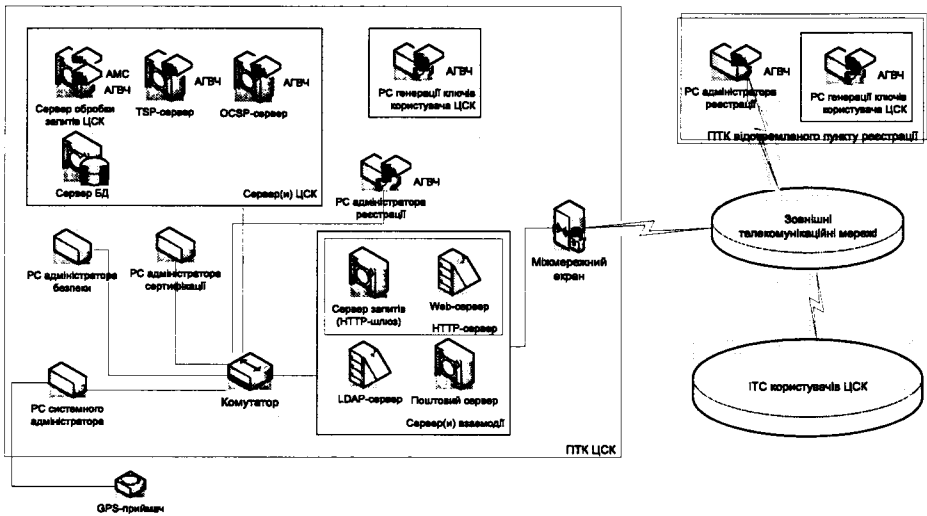 АМС
АГВЧ
Сервер обробки
запитів ЦСК
АГВЧ
TSP-сервер
АГВЧ
OCSP-сервер
Сервер БД
Сервер(и) ЦСК
АГВЧ
РС генерації ключів
користувача ЦСК
АГВЧ
РС адміністратора
реєстрації
АГВЧ
РС адміністратора
реєстрації
АГВЧ
РС генерації ключів
користувача ЦСК
ПТК відокремленого пункту реєстрації
РС адміністратора
безпеки
РС адміністратора
сертифікації
Міжмережний
екран
Зовнішні
телекомунікаційні мережі
Сервер запитів
(HTTP-шлюз)
Web-сервер
HTTP-сервер
LDAP-сервер
Поштовий сервер
Сервер(и) взаємодії
Комутатор
РС системного
адміністратора
ІТС користувачів ЦСК
ПТК ЦСК
GPS-приймач